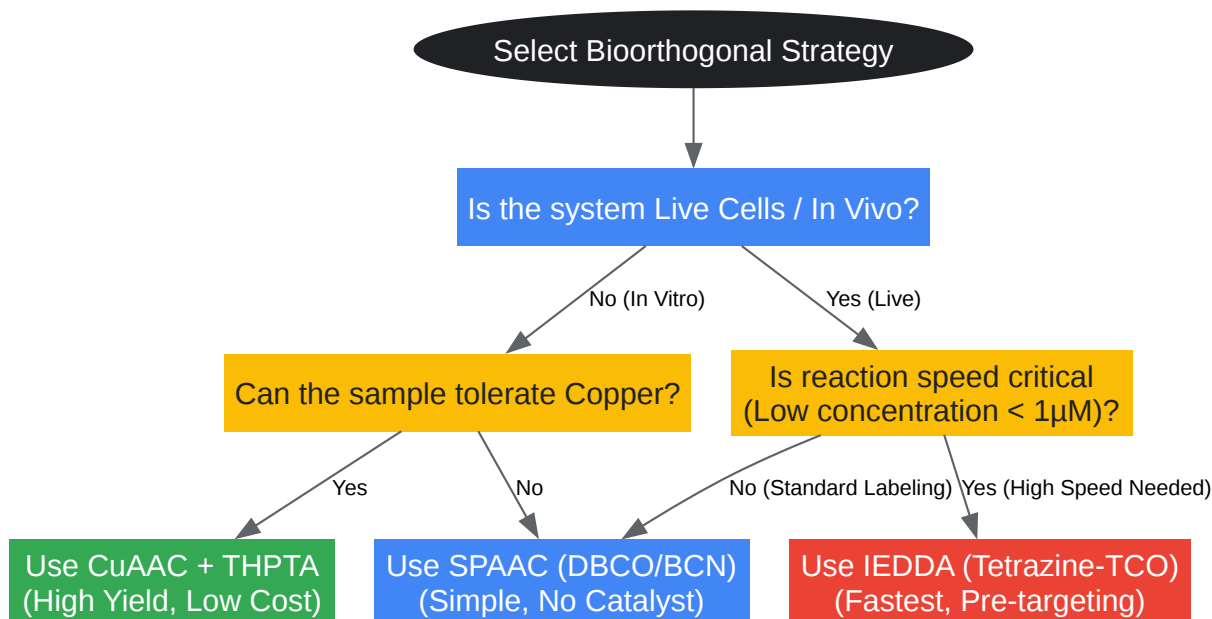 Select Bioorthogonal Strategy
Is the system Live Cells / In Vivo?
No (In Vitro)
Yes (Live)
Can the sample tolerate Copper?
Is reaction speed critical
(Low concentration < 1µM)?
Yes
No
No (Standard Labeling)
Yes (High Speed Needed)
Use CuAAC + THPTA
(High Yield, Low Cost)
Use SPAAC (DBCO/BCN)
(Simple, No Catalyst)
Use IEDDA (Tetrazine-TCO)
(Fastest, Pre-targeting)